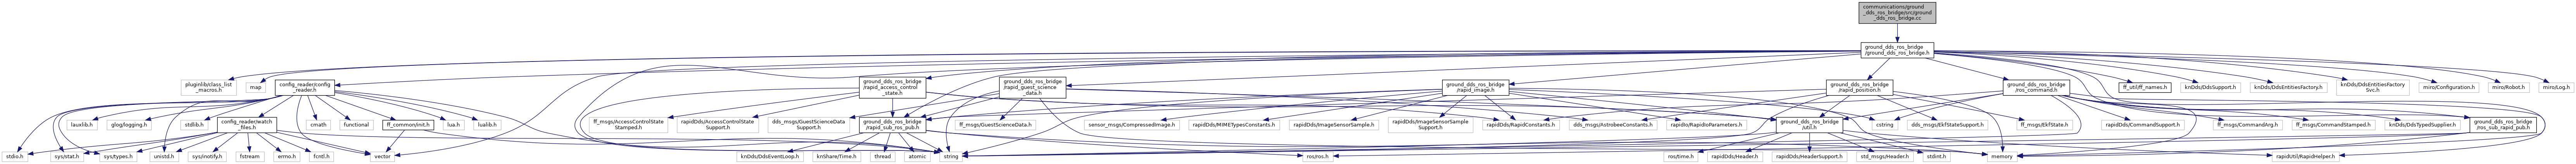 communications/ground
_dds_ros_bridge/src/ground
_dds_ros_bridge.cc
ground_dds_ros_bridge
/ground_dds_ros_bridge.h
pluginlib/class_list
_macros.h
map
config_reader/config
_reader.h
ground_dds_ros_bridge
/rapid_access_control
_state.h
ground_dds_ros_bridge
/rapid_guest_science
_data.h
ground_dds_ros_bridge
/rapid_image.h
ground_dds_ros_bridge
/rapid_position.h
ground_dds_ros_bridge
/ros_command.h
ff_util/ff_names.h
knDds/DdsSupport.h
knDds/DdsEntitiesFactory.h
knDds/DdsEntitiesFactory
Svc.h
miro/Configuration.h
miro/Robot.h
miro/Log.h
lauxlib.h
glog/logging.h
stdlib.h
config_reader/watch
_files.h
cmath
functional
ff_common/init.h
lua.h
lualib.h
ff_msgs/AccessControlState
Stamped.h
rapidDds/AccessControlState
Support.h
dds_msgs/GuestScienceData
Support.h
ground_dds_ros_bridge
/rapid_sub_ros_pub.h
ff_msgs/GuestScienceData.h
sensor_msgs/CompressedImage.h
rapidDds/MIMETypesConstants.h
rapidDds/ImageSensorSample.h
rapidDds/ImageSensorSample
Support.h
rapidDds/RapidConstants.h
dds_msgs/AstrobeeConstants.h
rapidIo/RapidIoParameters.h
ground_dds_ros_bridge
/util.h
cstring
dds_msgs/EkfStateSupport.h
ff_msgs/EkfState.h
rapidDds/CommandSupport.h
ff_msgs/CommandArg.h
ff_msgs/CommandStamped.h
knDds/DdsTypedSupplier.h
ground_dds_ros_bridge
/ros_sub_rapid_pub.h
stdio.h
sys/stat.h
sys/types.h
unistd.h
sys/inotify.h
fstream
errno.h
fcntl.h
vector
knDds/DdsEventLoop.h
knShare/Time.h
thread
atomic
string
ros/ros.h
ros/time.h
rapidDds/Header.h
rapidDds/HeaderSupport.h
std_msgs/Header.h
stdint.h
memory
rapidUtil/RapidHelper.h